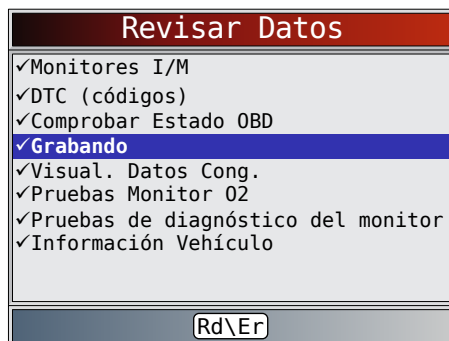 Revisar Datos
✓Monitores I/M
✓DTC (códigos)
✓Comprobar Estado OBD
✓Grabando
✓Visual. Datos Cong.
✓Pruebas Monitor O2
✓Pruebas de diagnóstico del monitor
✓Información Vehículo
Rd\Er